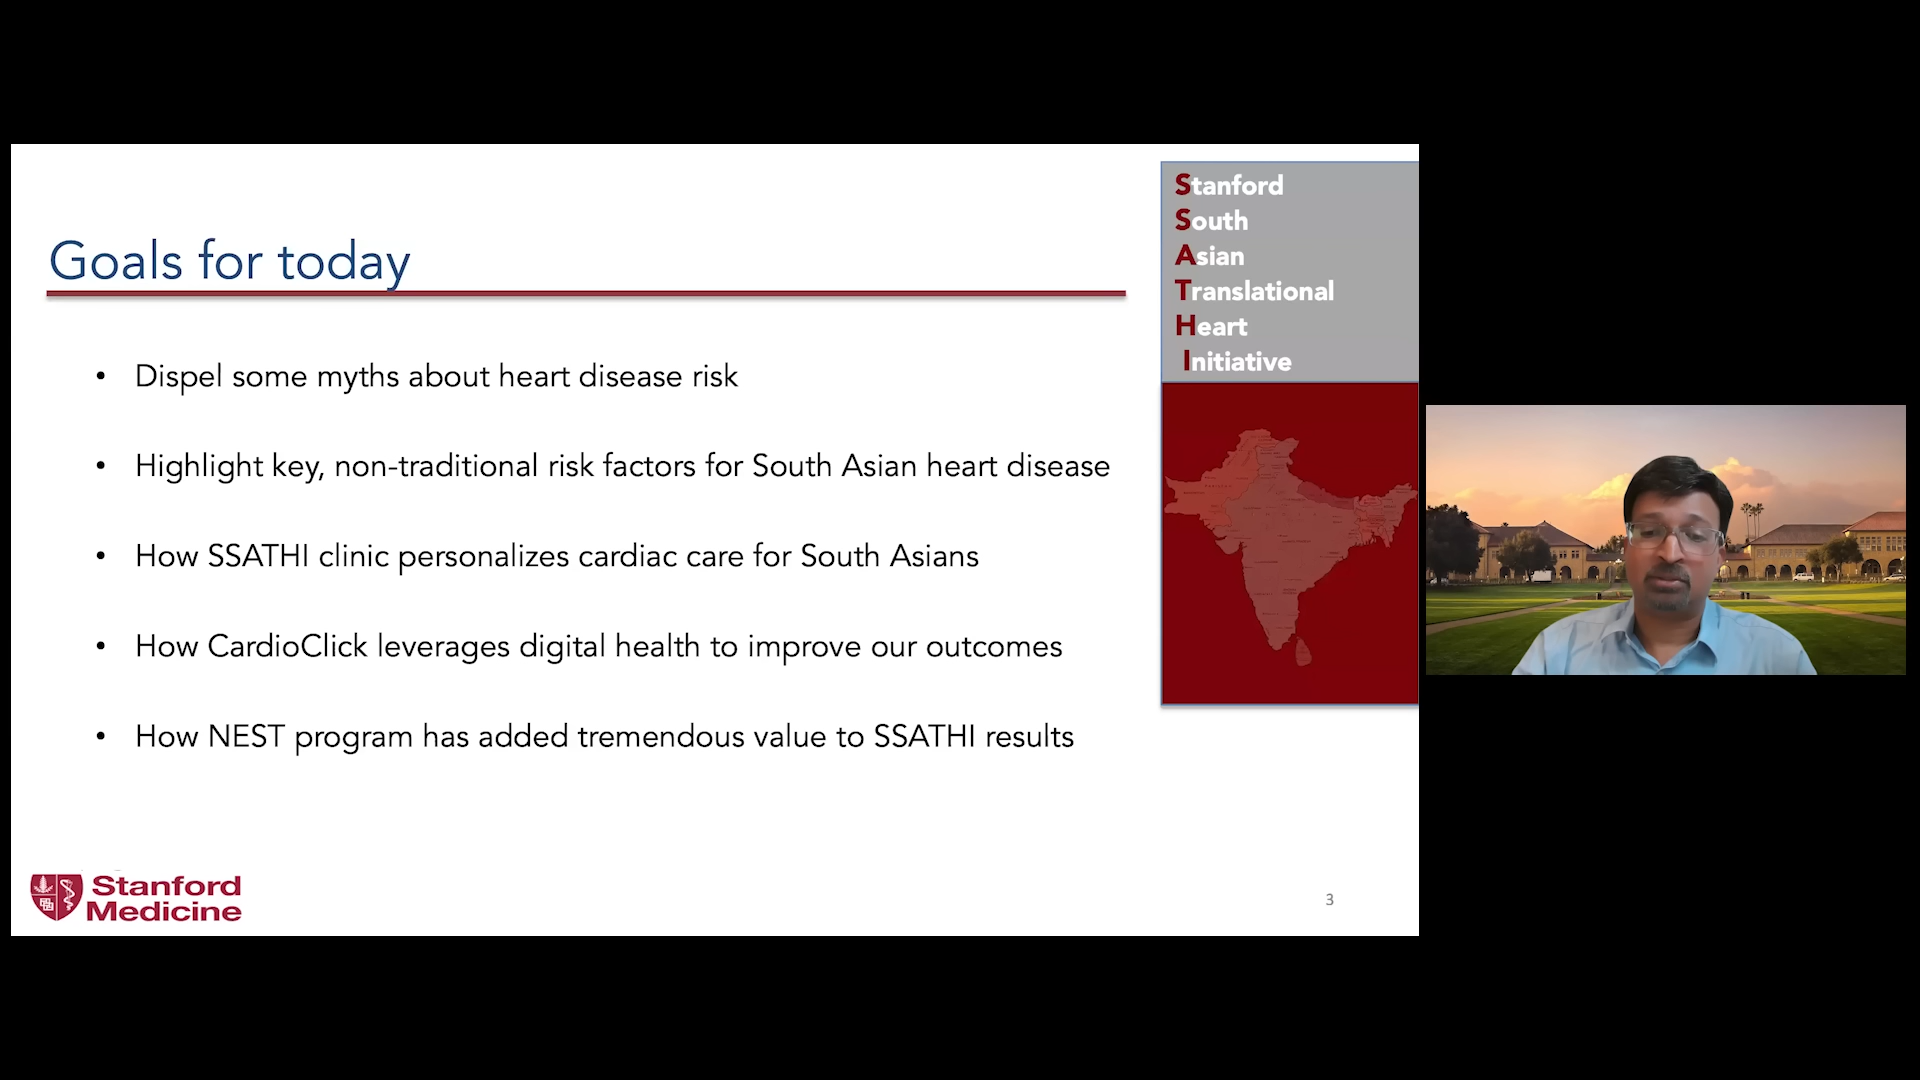 Goals for today
• Dispel some myths about heart disease risk
• Highlight key, non-traditional risk factors for South Asian heart disease
• How SSATHI clinic personalizes cardiac care for South Asians
• How CardioClick leverages digital health to improve our outcomes
• How NEST program has added tremendous value to SSATHI results
Stanford
South
Asian
Translational
Heart
Initiative
Stanford
Medicine
3